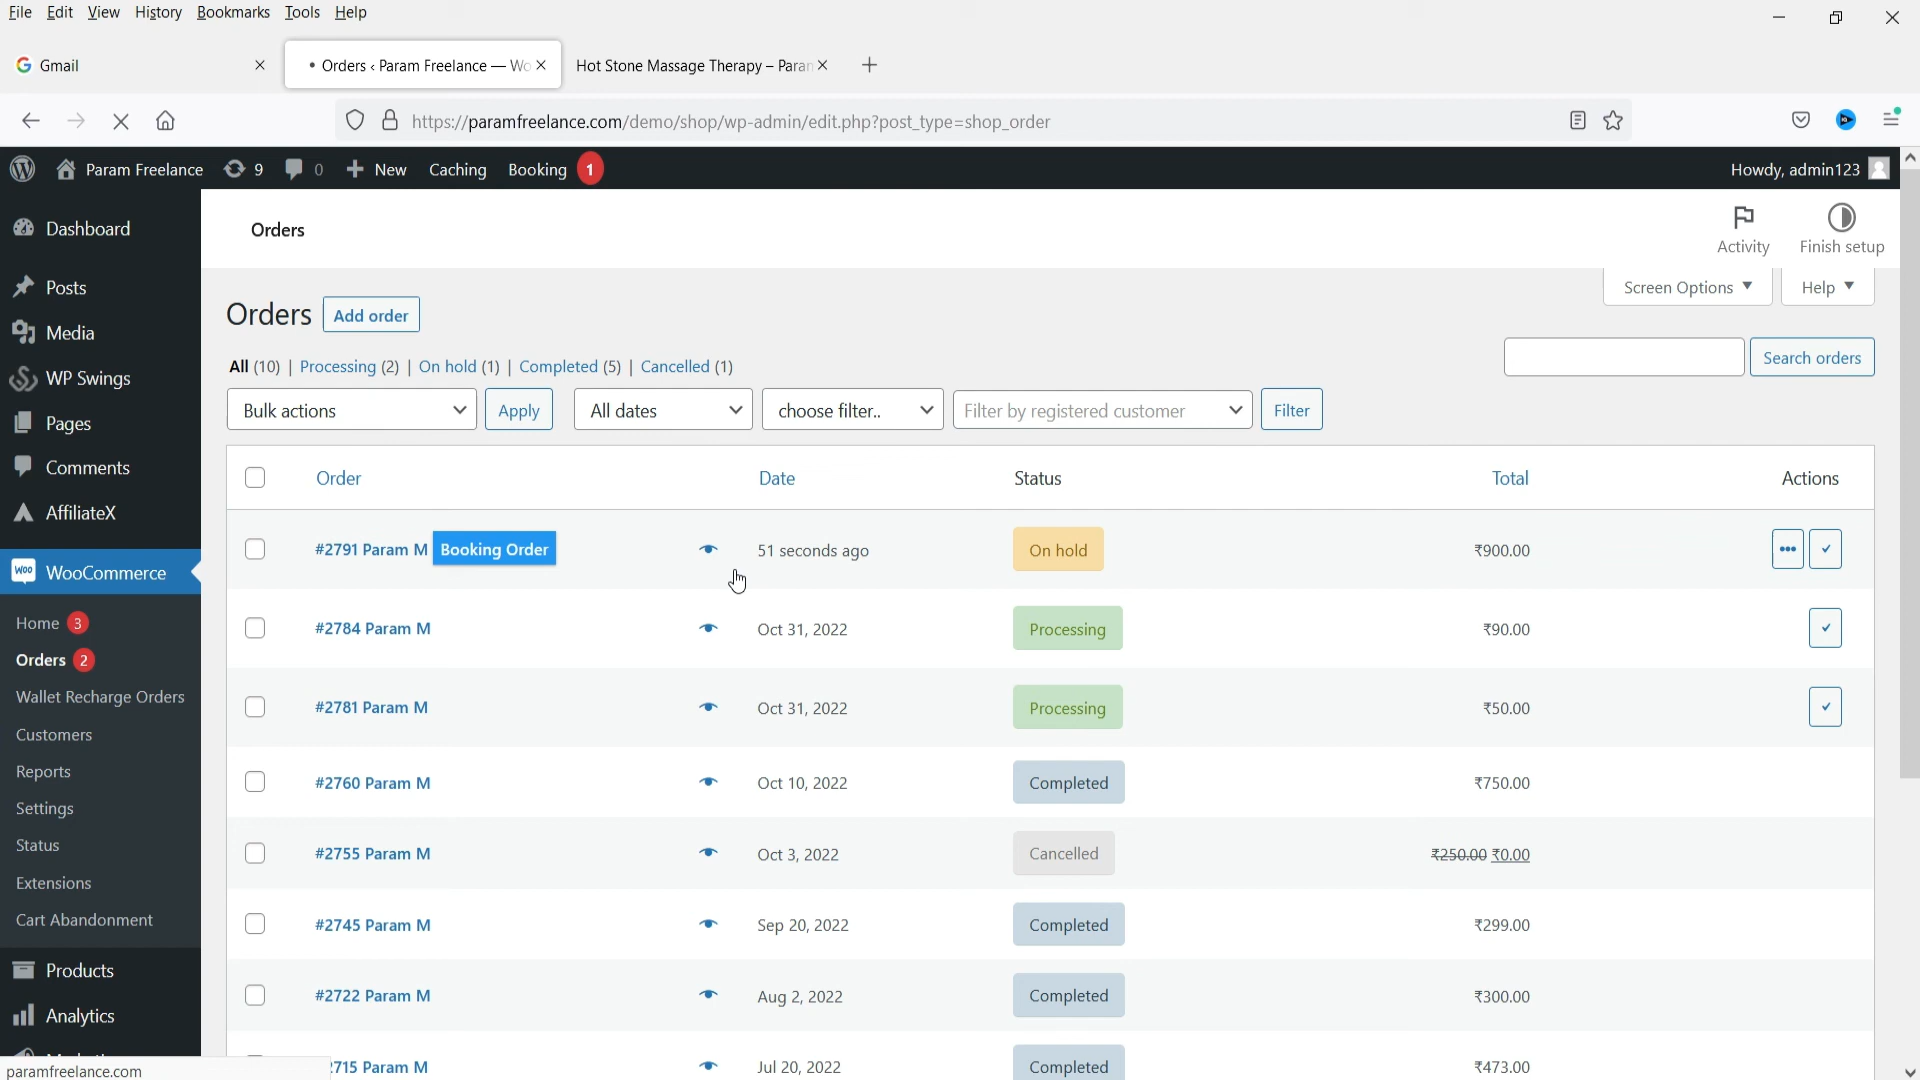 File Edit View History Bookmarks Tools Help
Gmail
Orders ‹ Param Freelance — Wo
Hot Stone Massage Therapy – Param
https://paramfreelance.com/demo/shop/wp-admin/edit.php?post_type=shop_order
Param Freelance 9 0 New Caching Booking 1 Howdy, admin123
Dashboard
Posts
Media
WP Swings
Pages
Comments
AffiliateX
WooCommerce
Home 3
Orders 2
Wallet Recharge Orders
Customers
Reports
Settings
Status
Extensions
Cart Abandonment
Products
Analytics
paramfreelance.com
Orders
Activity Finish setup
Screen Options Help
Orders Add order
All (10) | Processing (2) | On hold (1) | Completed (5) | Cancelled (1)
Search orders
Bulk actions Apply All dates choose filter.. Filter by registered customer Filter
Order Date Status Total Actions
#2791 Param M Booking Order 51 seconds ago On hold ₹900.00
#2784 Param M Oct 31, 2022 Processing ₹90.00
#2781 Param M Oct 31, 2022 Processing ₹50.00
#2760 Param M Oct 10, 2022 Completed ₹750.00
#2755 Param M Oct 3, 2022 Cancelled ₹250.00 ₹0.00
#2745 Param M Sep 20, 2022 Completed ₹299.00
#2722 Param M Aug 2, 2022 Completed ₹300.00
2715 Param M Jul 20, 2022 Completed ₹473.00